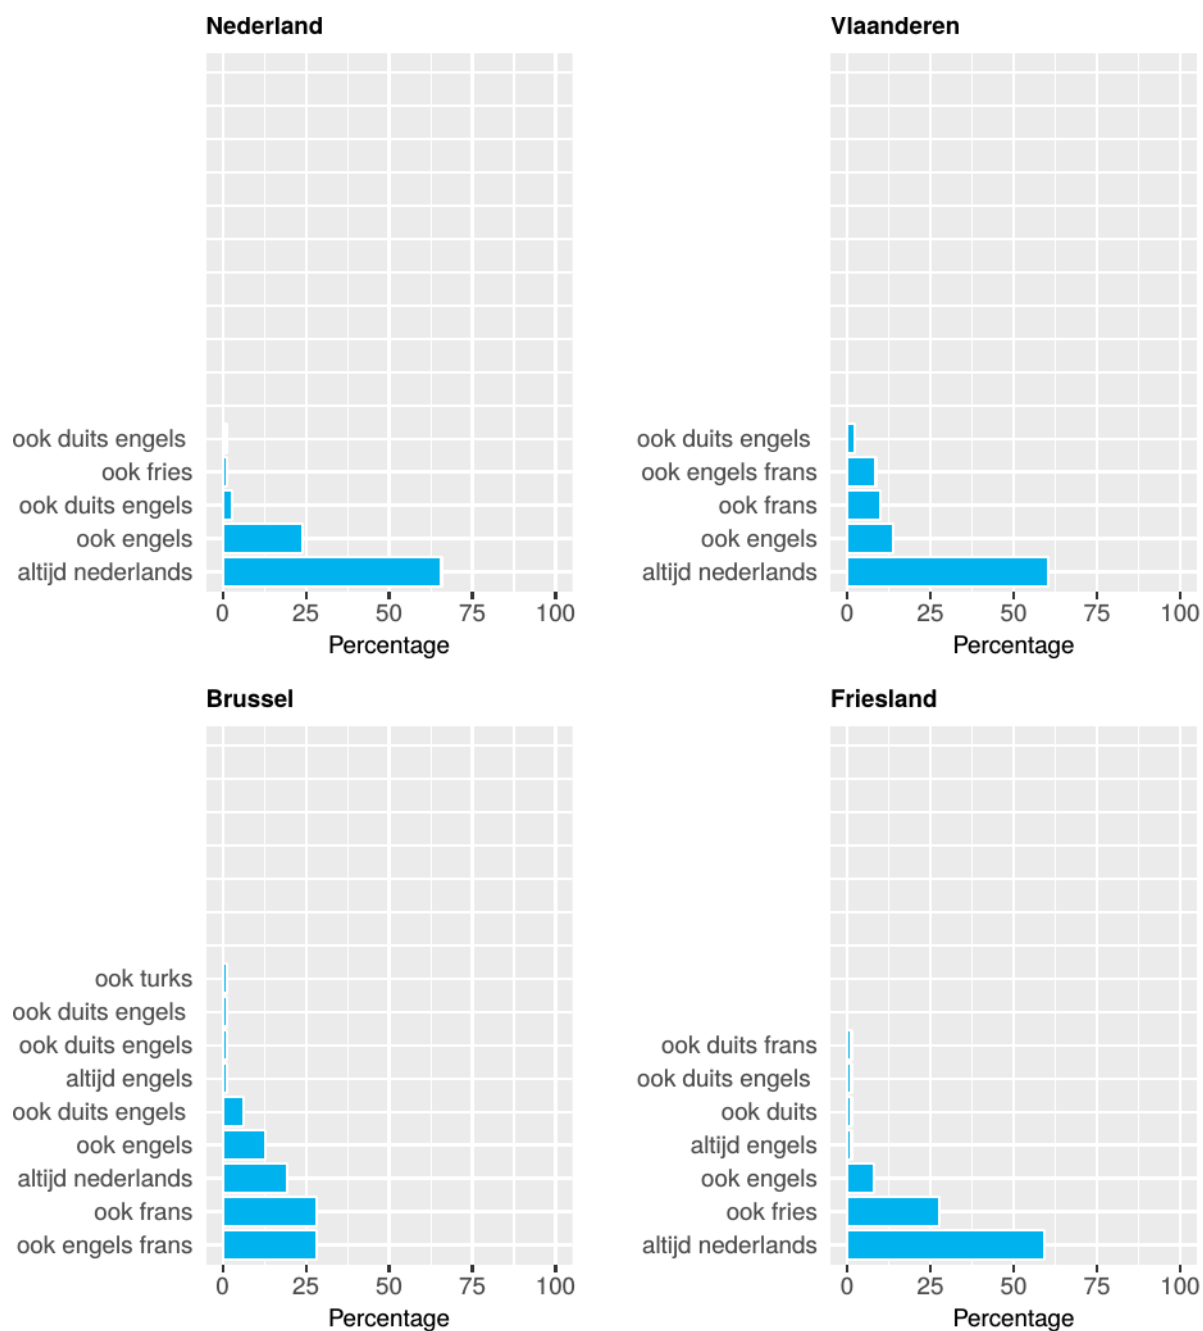 Nederland
ook duits engels
ook fries
ook duits engels
ook engels
altijd nederlands
0 25 50 75 100
Percentage
Vlaanderen
ook duits engels
ook engels frans
ook frans
ook engels
altijd nederlands
0 25 50 75 100
Percentage
Brussel
ook turks
ook duits engels
ook duits engels
altijd engels
ook duits engels
ook engels
altijd nederlands
ook frans
ook engels frans
0 25 50 75 100
Percentage
Friesland
ook duits frans
ook duits engels
ook duits
altijd engels
ook engels
ook fries
altijd nederlands
0 25 50 75 100
Percentage